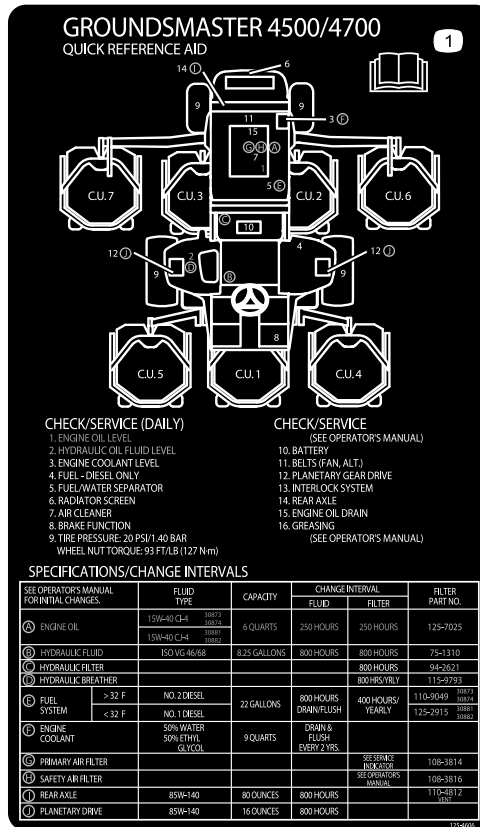 GROUNDSMASTER 4500/4700
QUICK REFERENCE AID
1
14 I
6
9
9
11
3 F
15
G H A
7
1
5 E
C.U. 7
C.U. 3
C.U. 2
C.U. 6
C
10
12 J
2
D
4
12 J
9
B
9
8
C.U. 5
C.U. 1
C.U. 4
CHECK/SERVICE (DAILY)
1. ENGINE OIL LEVEL
2. HYDRAULIC OIL FLUID LEVEL
3. ENGINE COOLANT LEVEL
4. FUEL - DIESEL ONLY
5. FUEL/WATER SEPARATOR
6. RADIATOR SCREEN
7. AIR CLEANER
8. BRAKE FUNCTION
9. TIRE PRESSURE: 20 PSI/1.40 BAR
WHEEL NUT TORQUE: 93 FT/LB (127 N·m)
CHECK/SERVICE
(SEE OPERATOR'S MANUAL)
10. BATTERY
11. BELTS (FAN, ALT.)
12. PLANETARY GEAR DRIVE
13. INTERLOCK SYSTEM
14. REAR AXLE
15. ENGINE OIL DRAIN
16. GREASING
(SEE OPERATOR'S MANUAL)
SPECIFICATIONS/CHANGE INTERVALS
SEE OPERATOR'S MANUAL FOR INITIAL CHANGES. FLUID TYPE CAPACITY CHANGE INTERVAL FLUID FILTER FILTER PART NO.
A ENGINE OIL 15W-40 CI-4 30873 30874 15W-40 CJ-4 30881 30882 6 QUARTS 250 HOURS 250 HOURS 125-7025
B HYDRAULIC FLUID ISO VG 46/68 8.25 GALLONS 800 HOURS 800 HOURS 75-1310
C HYDRAULIC FILTER 800 HOURS 94-2621
D HYDRAULIC BREATHER 800 HRS/YRLY 115-9793
E FUEL SYSTEM > 32 F NO. 2 DIESEL < 32 F NO. 1 DIESEL 22 GALLONS 800 HOURS DRAIN/FLUSH 400 HOURS/ YEARLY 110-9049 30873 30874 125-2915 30881 30882
F ENGINE COOLANT 50% WATER 50% ETHYL GLYCOL 9 QUARTS DRAIN & FLUSH EVERY 2 YRS.
G PRIMARY AIR FILTER SEE SERVICE INDICATOR 108-3814
H SAFETY AIR FILTER SEE OPERATOR'S MANUAL 108-3816
I REAR AXLE 85W-140 80 OUNCES 800 HOURS 110-4812 VENT
J PLANETARY DRIVE 85W-140 16 OUNCES 800 HOURS
125-4606